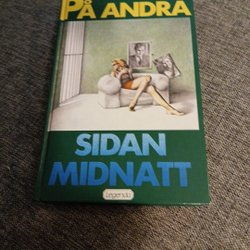 PÅ ANDRA
SIDAN
MIDNATT
Legenda